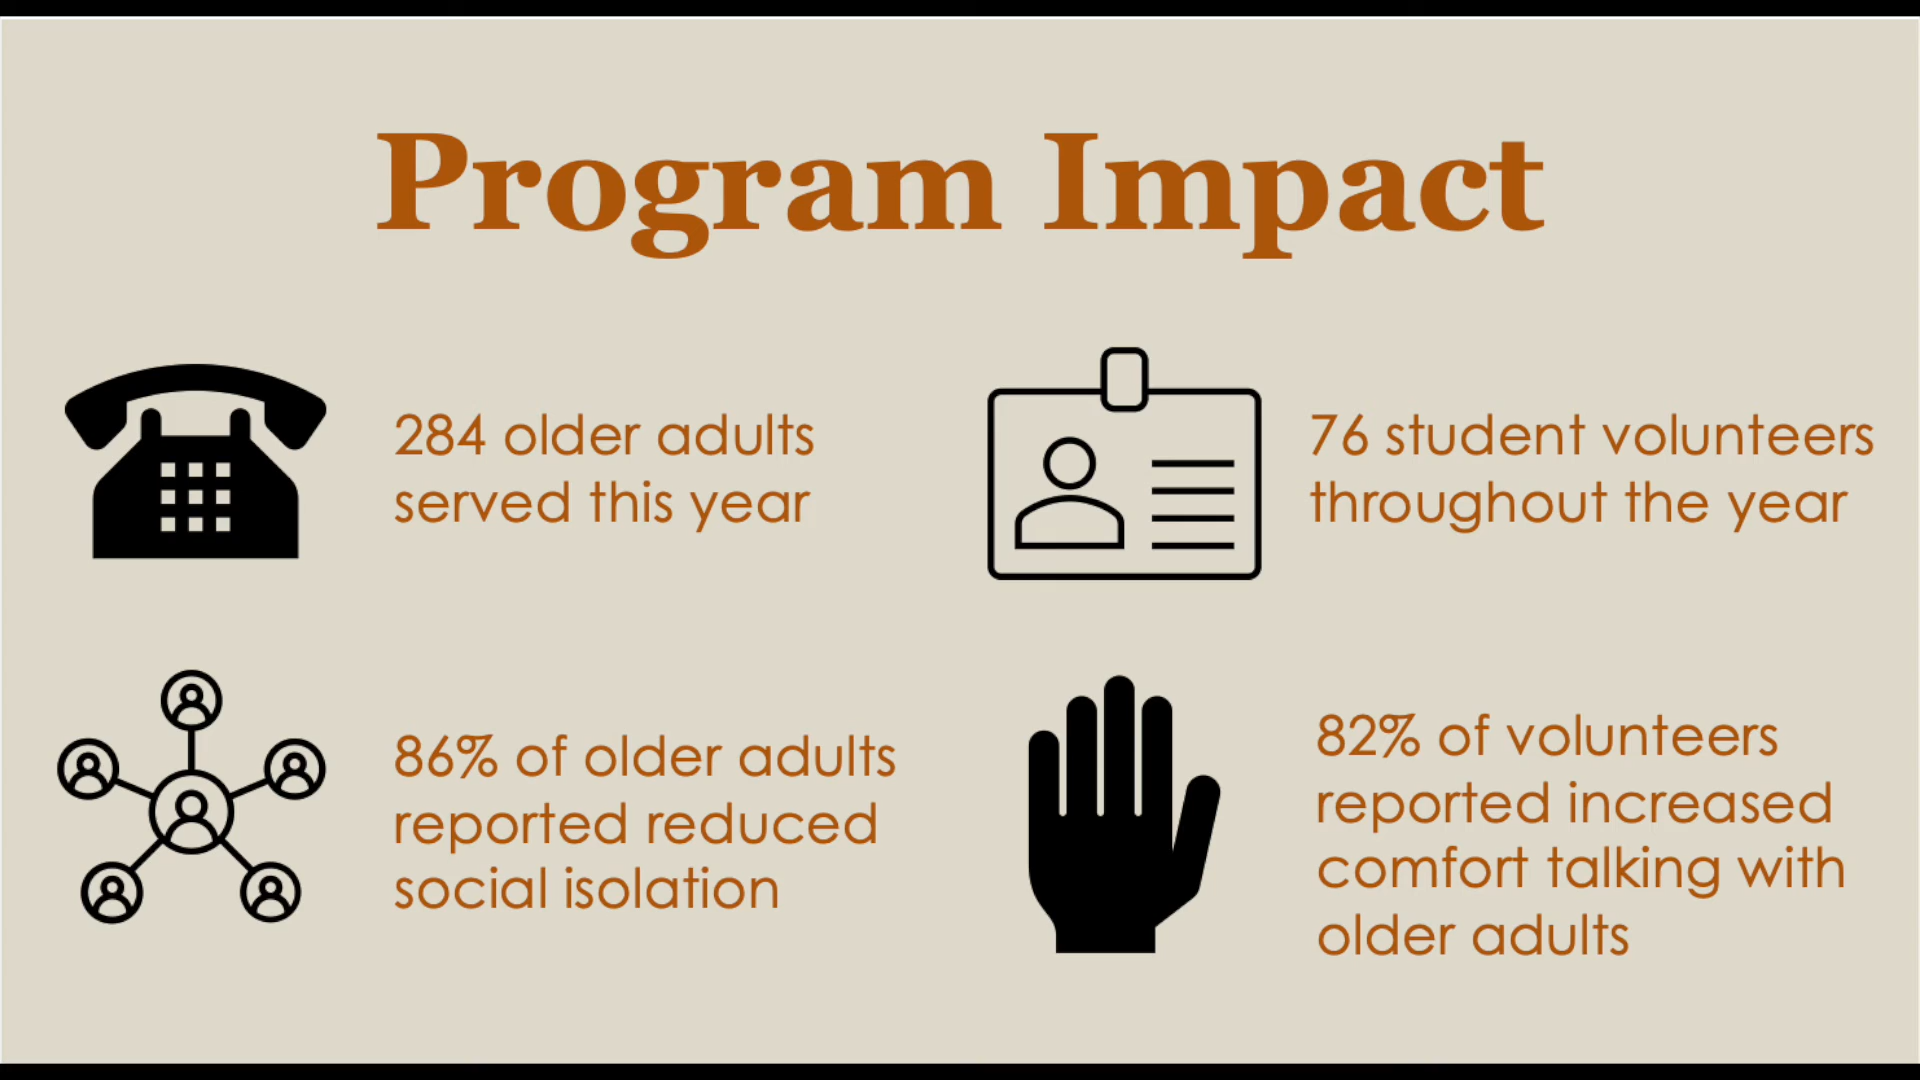 Program Impact
284 older adults
served this year
76 student volunteers
throughout the year
86% of older adults
reported reduced
social isolation
82% of volunteers
reported increased
comfort talking with
older adults